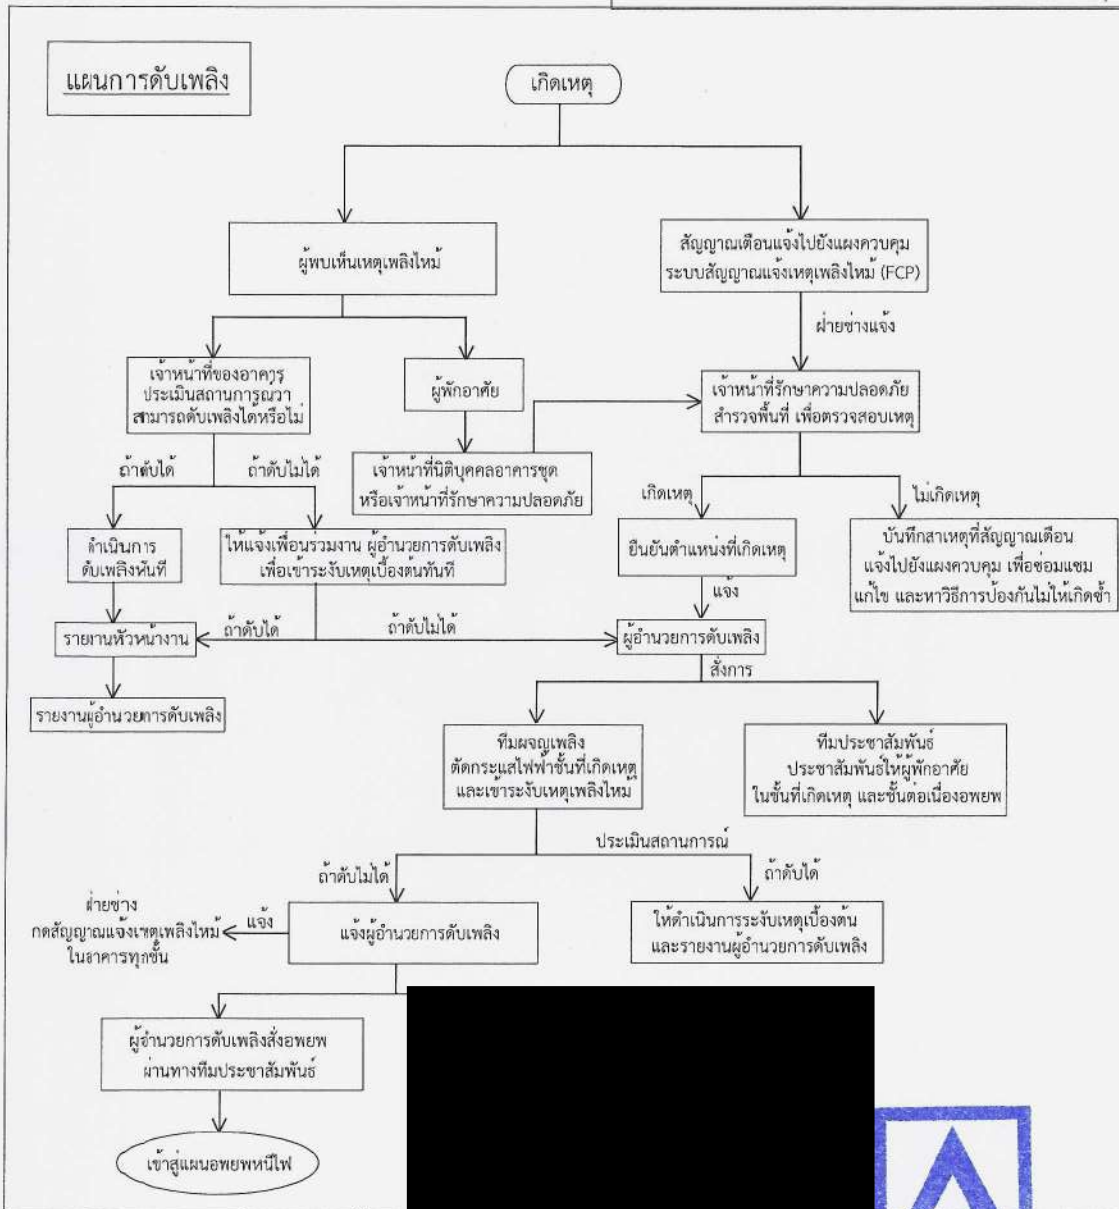 แผนการดับเพลิง
เกิดเหตุ
ผู้พบเห็นเหตุเพลิงไหม้
สัญญาณเตือนแจ้งไปยังแผงควบคุม
ระบบสัญญาณแจ้งเหตุเพลิงไหม้ (FCP)
ฝ่ายช่างแจ้ง
เจ้าหน้าที่ของอาคาร
ประเมินสถานการณ์ว่า
สามารถดับเพลิงได้หรือไม่
ผู้พักอาศัย
เจ้าหน้าที่รักษาความปลอดภัย
สำรวจพื้นที่ เพื่อตรวจสอบเหตุ
ถ้าดับได้
ถ้าดับไม่ได้
เจ้าหน้าที่นิติบุคคลอาคารชุด
หรือเจ้าหน้าที่รักษาความปลอดภัย
เกิดเหตุ
ไม่เกิดเหตุ
ดำเนินการ
ดับเพลิงทันที
ให้แจ้งเพื่อนร่วมงาน ผู้อำนวยการดับเพลิง
เพื่อเข้าระงับเหตุเบื้องต้นทันที
ยืนยันตำแหน่งที่เกิดเหตุ
บันทึกสาเหตุที่สัญญาณเตือน
แจ้งไปยังแผงควบคุม เพื่อซ่อมแซม
แก้ไข และหาวิธีการป้องกันไม่ให้เกิดซ้ำ
แจ้ง
รายงานหัวหน้างาน
ถ้าดับได้
ถ้าดับไม่ได้
ผู้อำนวยการดับเพลิง
สั่งการ
รายงานผู้อำนวยการดับเพลิง
ทีมผจญเพลิง
ตัดกระแสไฟฟ้าชั้นที่เกิดเหตุ
และเข้าระงับเหตุเพลิงไหม้
ทีมประชาสัมพันธ์
ประชาสัมพันธ์ให้ผู้พักอาศัย
ในชั้นที่เกิดเหตุ และชั้นต่อเนื่องอพยพ
ประเมินสถานการณ์
ถ้าดับไม่ได้
ถ้าดับได้
ฝ่ายช่าง
กดสัญญาณแจ้งเหตุเพลิงไหม้
ในอาคารทุกชั้น
แจ้ง
แจ้งผู้อำนวยการดับเพลิง
ให้ดำเนินการระงับเหตุเบื้องต้น
และรายงานผู้อำนวยการดับเพลิง
ผู้อำนวยการดับเพลิงสั่งอพยพ
ผ่านทางทีมประชาสัมพันธ์
เข้าสู่แผนอพยพหนีไฟ